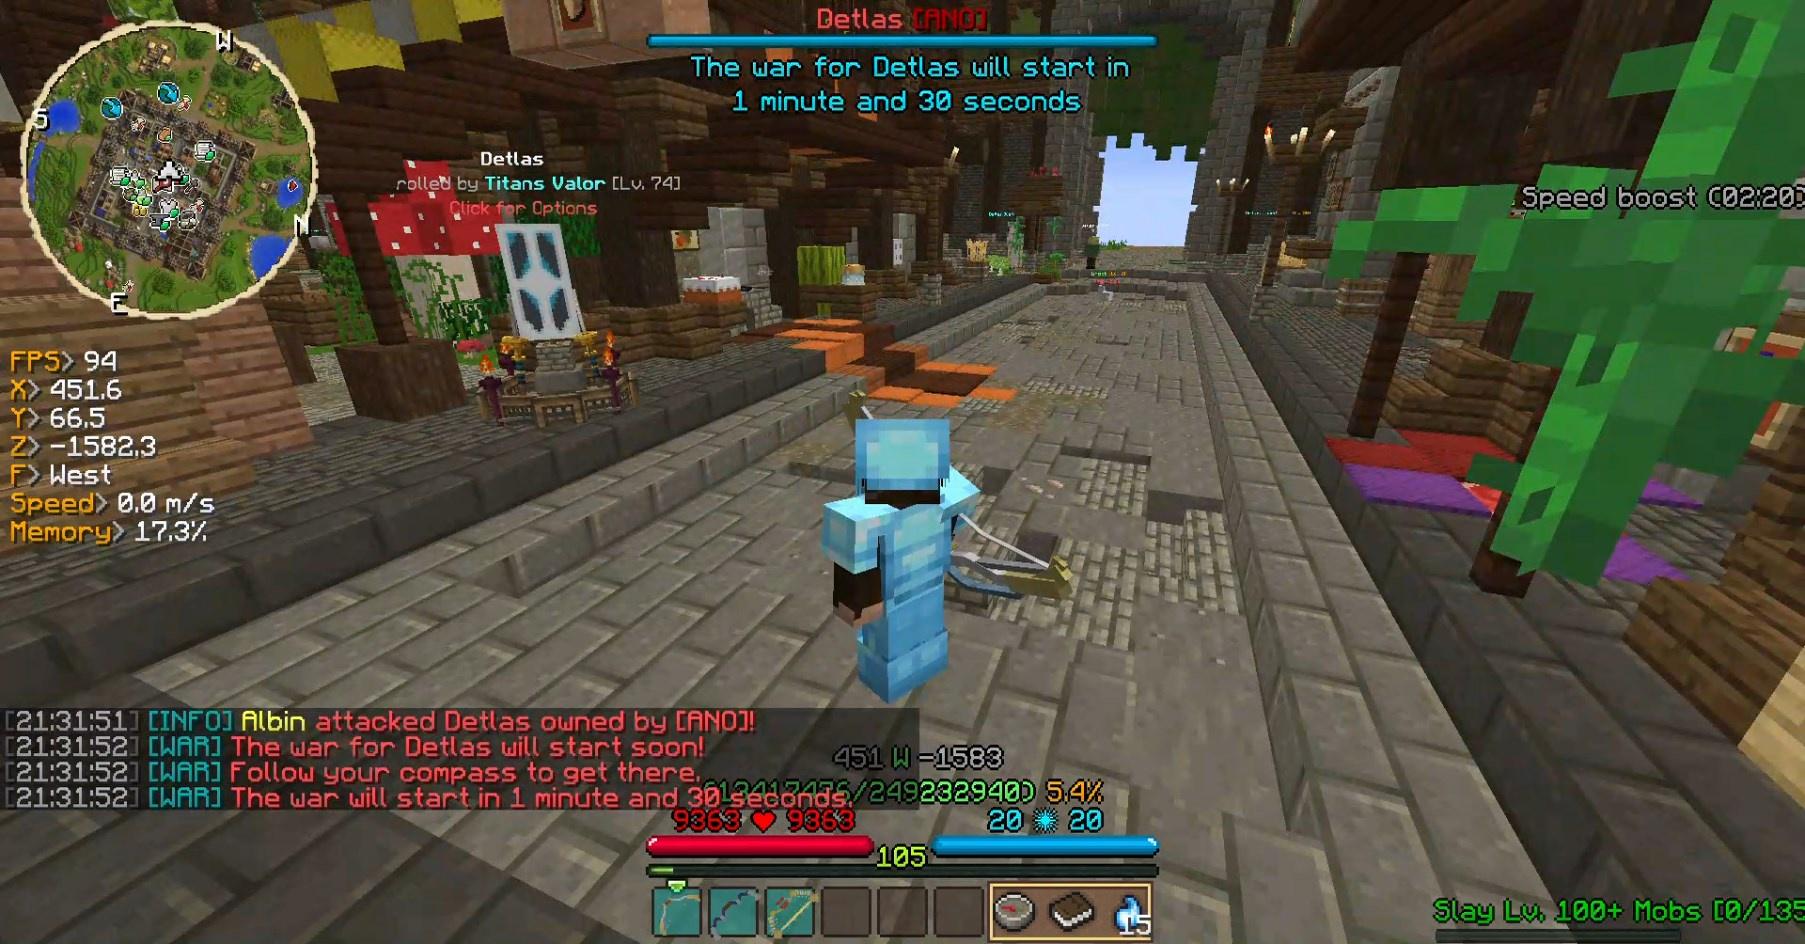 Detlas [ANO]
The war for Detlas will start in
1 minute and 30 seconds
W
S
N
E
Detlas
rolled by Titans Valor [Lv. 74]
Click for Options
Speed boost (02:20)
FPS> 94
X> 451.6
Y> 66.5
Z> -1582.3
F> West
Speed> 0.0 m/s
Memory> 17.3%
[21:31:51] [INFO] Albin attacked Detlas owned by [ANO]!
[21:31:52] [WAR] The war for Detlas will start soon!
[21:31:52] [WAR] Follow your compass to get there.
[21:31:52] [WAR] The war will start in 1 minute and 30 seconds.
451 W -1583
/249232940) 5.4%
9363 ❤ 9363
20 20
105
15
Slay Lv. 100+ Mobs [0/135